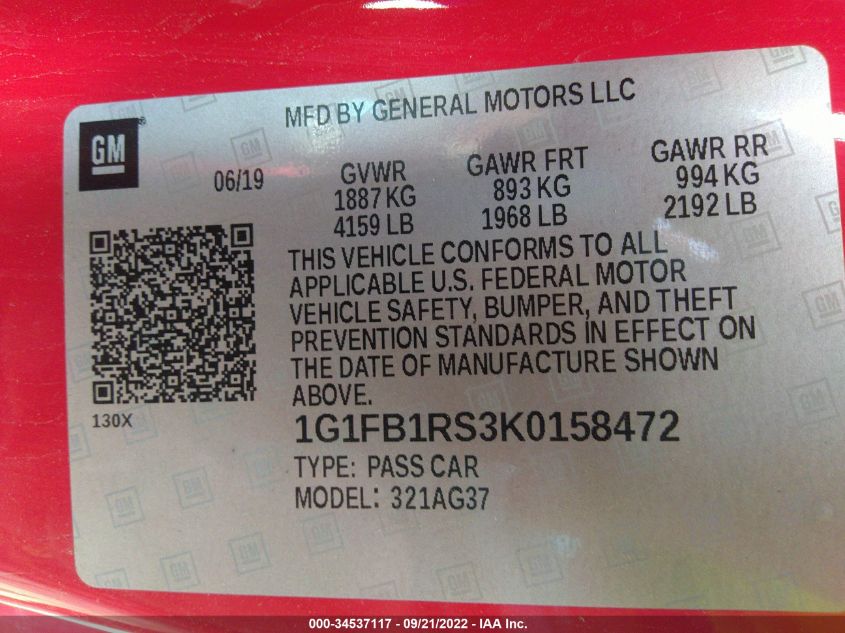 MFD BY GENERAL MOTORS LLC
GM
06/19
GVWR
1887 KG
4159 LB
GAWR FRT
893 KG
1968 LB
GAWR RR
994 KG
2192 LB
THIS VEHICLE CONFORMS TO ALL
APPLICABLE U.S. FEDERAL MOTOR
VEHICLE SAFETY, BUMPER, AND THEFT
PREVENTION STANDARDS IN EFFECT ON
THE DATE OF MANUFACTURE SHOWN
ABOVE.
130X
1G1FB1RS3K0158472
TYPE: PASS CAR
MODEL: 321AG37
000-34537117 - 09/21/2022 - IAA Inc.